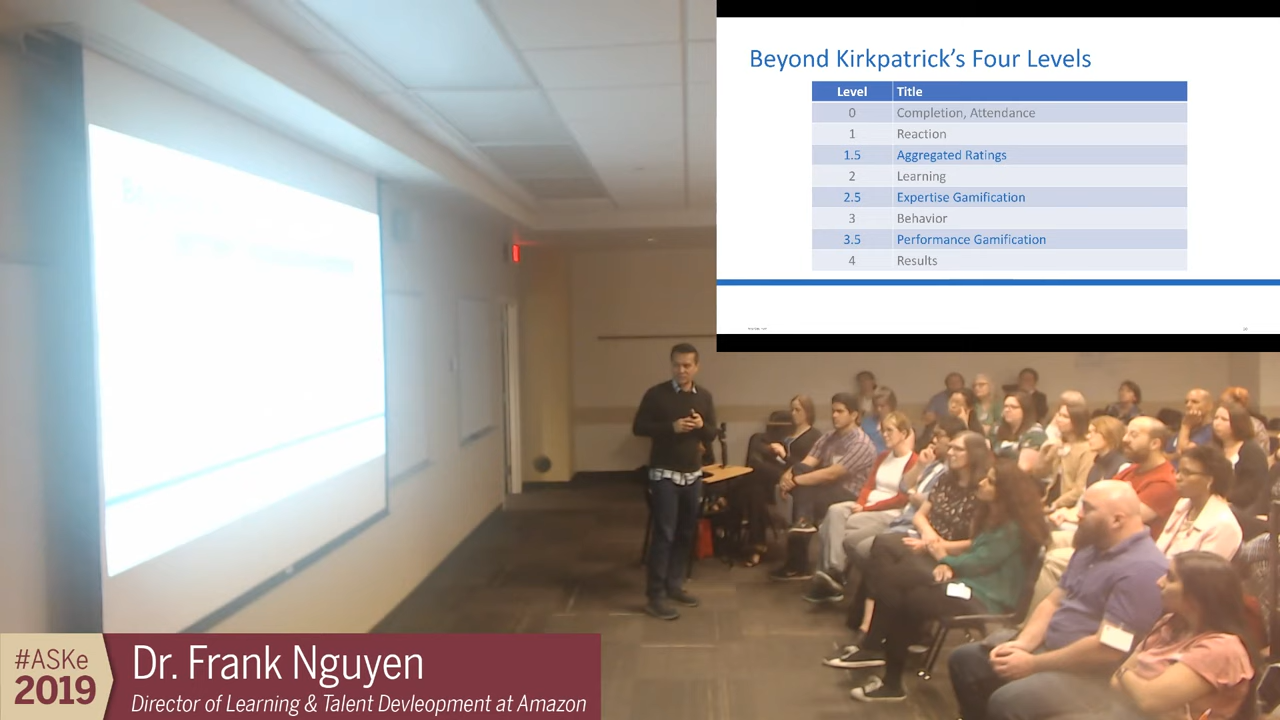 Beyond Kirkpatrick's Four Levels
Level Title
0 Completion, Attendance
1 Reaction
1.5 Aggregated Ratings
2 Learning
2.5 Expertise Gamification
3 Behavior
3.5 Performance Gamification
4 Results
#ASKe
2019
Dr. Frank Nguyen
Director of Learning & Talent Devleopment at Amazon